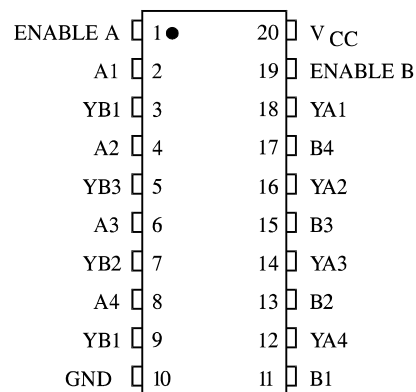 ENABLE A 1 20 V CC
A1 2 19 ENABLE B
YB1 3 18 YA1
A2 4 17 B4
YB3 5 16 YA2
A3 6 15 B3
YB2 7 14 YA3
A4 8 13 B2
YB1 9 12 YA4
GND 10 11 B1